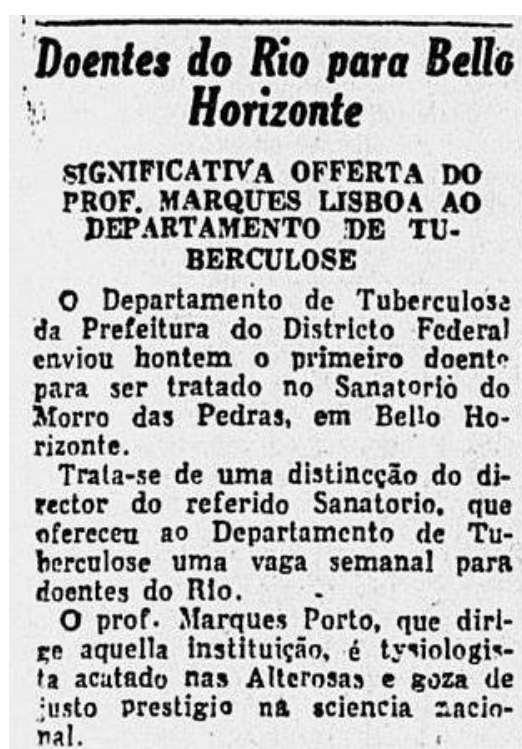 Doentes do Rio para Bello
Horizonte
SIGNIFICATIVA OFFERTA DO
PROF. MARQUES LISBOA AO
DEPARTAMENTO DE TU-
BERCULOSE
O Departamento de Tuberculose
da Prefeitura do Districto Federal
enviou hontem o primeiro doente
para ser tratado no Sanatorio do
Morro das Pedras, em Bello Ho-
rizonte.
Trata-se de uma distincção do di-
rector do referido Sanatorio, que
ofereceu ao Departamento de Tu-
berculose uma vaga semanal para
doentes do Rio.
O prof. Marques Porto, que diri-
ge aquella instituição, é tysiologis-
ta acatado nas Alterosas e goza de
justo prestigio na sciencia nacio-
nal.